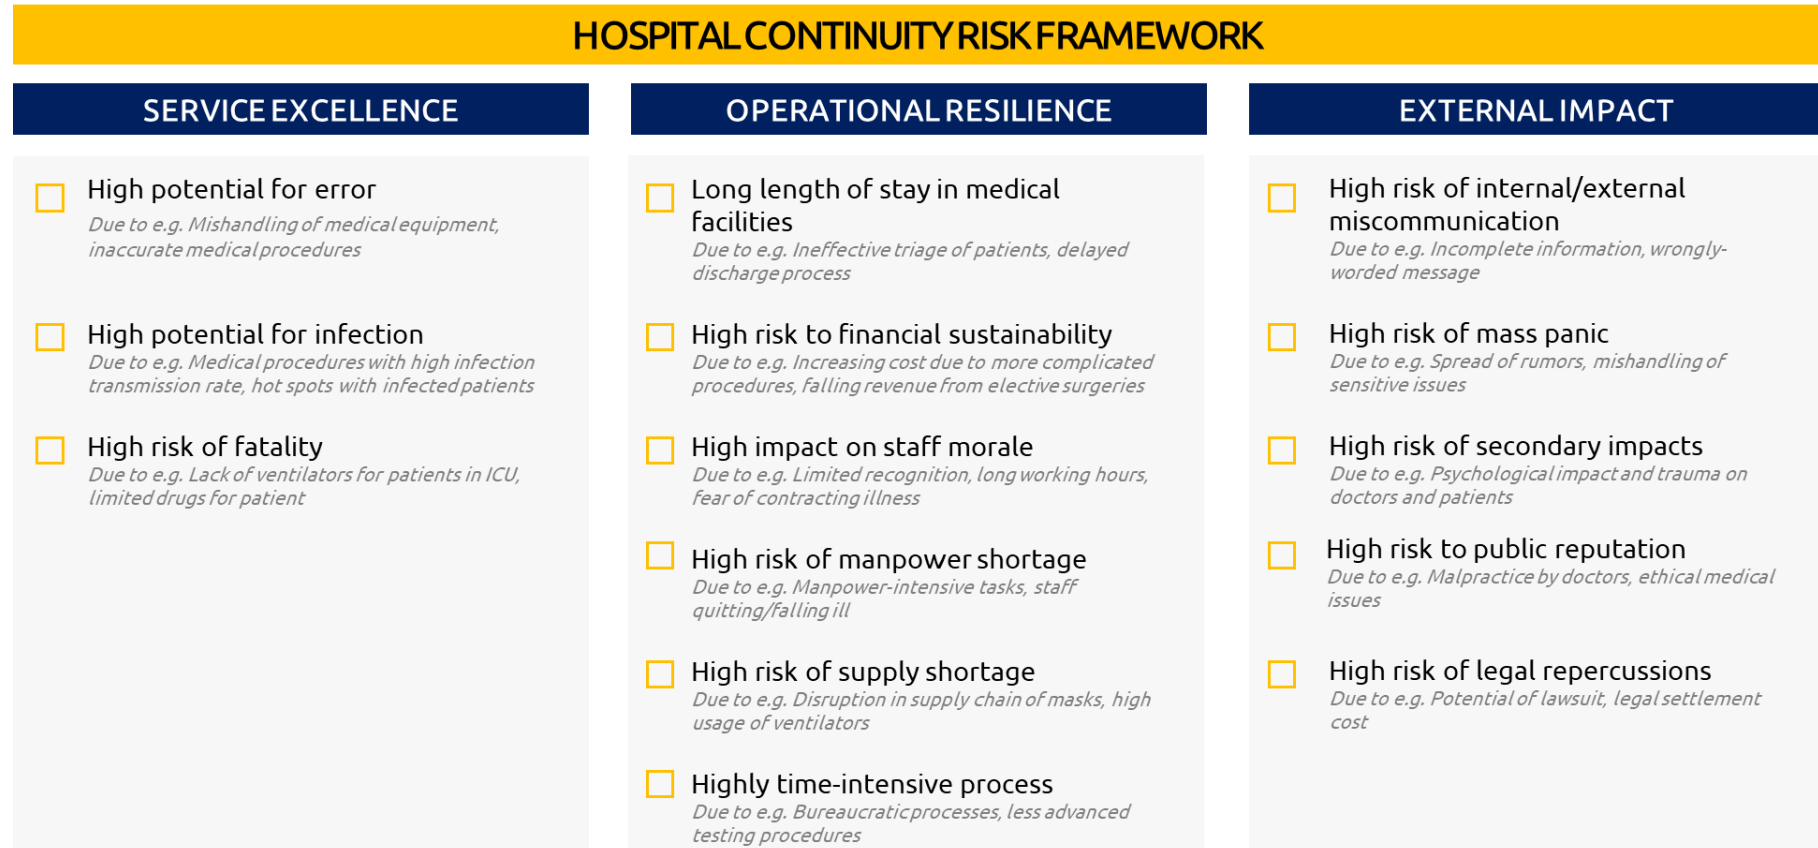 HOSPITAL CONTINUITY RISK FRAMEWORK
SERVICE EXCELLENCE
High potential for error
Due to e.g. Mishandling of medical equipment,
inaccurate medical procedures
High potential for infection
Due to e.g. Medical procedures with high infection
transmission rate, hot spots with infected patients
High risk of fatality
Due to e.g. Lack of ventilators for patients in ICU,
limited drugs for patient
OPERATIONAL RESILIENCE
Long length of stay in medical
facilities
Due to e.g. Ineffective triage of patients, delayed
discharge process
High risk to financial sustainability
Due to e.g. Increasing cost due to more complicated
procedures, falling revenue from elective surgeries
High impact on staff morale
Due to e.g. Limited recognition, long working hours,
fear of contracting illness
High risk of manpower shortage
Due to e.g. Manpower-intensive tasks, staff
quitting/falling ill
High risk of supply shortage
Due to e.g. Disruption in supply chain of masks, high
usage of ventilators
Highly time-intensive process
Due to e.g. Bureaucratic processes, less advanced
testing procedures
EXTERNAL IMPACT
High risk of internal/external
miscommunication
Due to e.g. Incomplete information, wrongly-
worded message
High risk of mass panic
Due to e.g. Spread of rumors, mishandling of
sensitive issues
High risk of secondary impacts
Due to e.g. Psychological impact and trauma on
doctors and patients
High risk to public reputation
Due to e.g. Malpractice by doctors, ethical medical
issues
High risk of legal repercussions
Due to e.g. Potential of lawsuit, legal settlement
cost